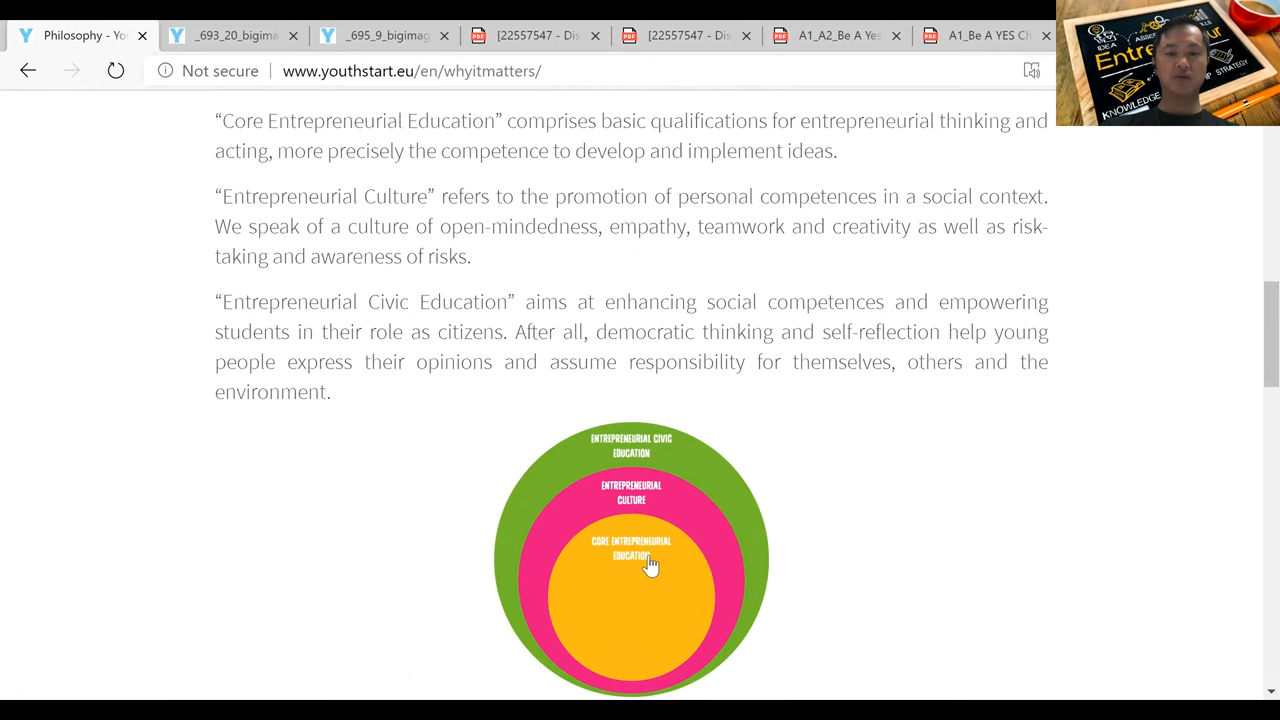 Philosophy - You
_693_20_bigima
_695_9_bigimag
[22557547 - Dis
[22557547 - Dis
A1_A2_Be A Yes
A1_Be A YES Ch
Not secure
www.youthstart.eu/en/whyitmatters/
IDEA
KNOWLEDGE
STRATEGY
“Core Entrepreneurial Education” comprises basic qualifications for entrepreneurial thinking and
acting, more precisely the competence to develop and implement ideas.
“Entrepreneurial Culture” refers to the promotion of personal competences in a social context.
We speak of a culture of open-mindedness, empathy, teamwork and creativity as well as risk-
taking and awareness of risks.
“Entrepreneurial Civic Education” aims at enhancing social competences and empowering
students in their role as citizens. After all, democratic thinking and self-reflection help young
people express their opinions and assume responsibility for themselves, others and the
environment.
ENTREPRENEURIAL CIVIC
EDUCATION
ENTREPRENEURIAL
CULTURE
CORE ENTREPRENEURIAL
EDUCATION